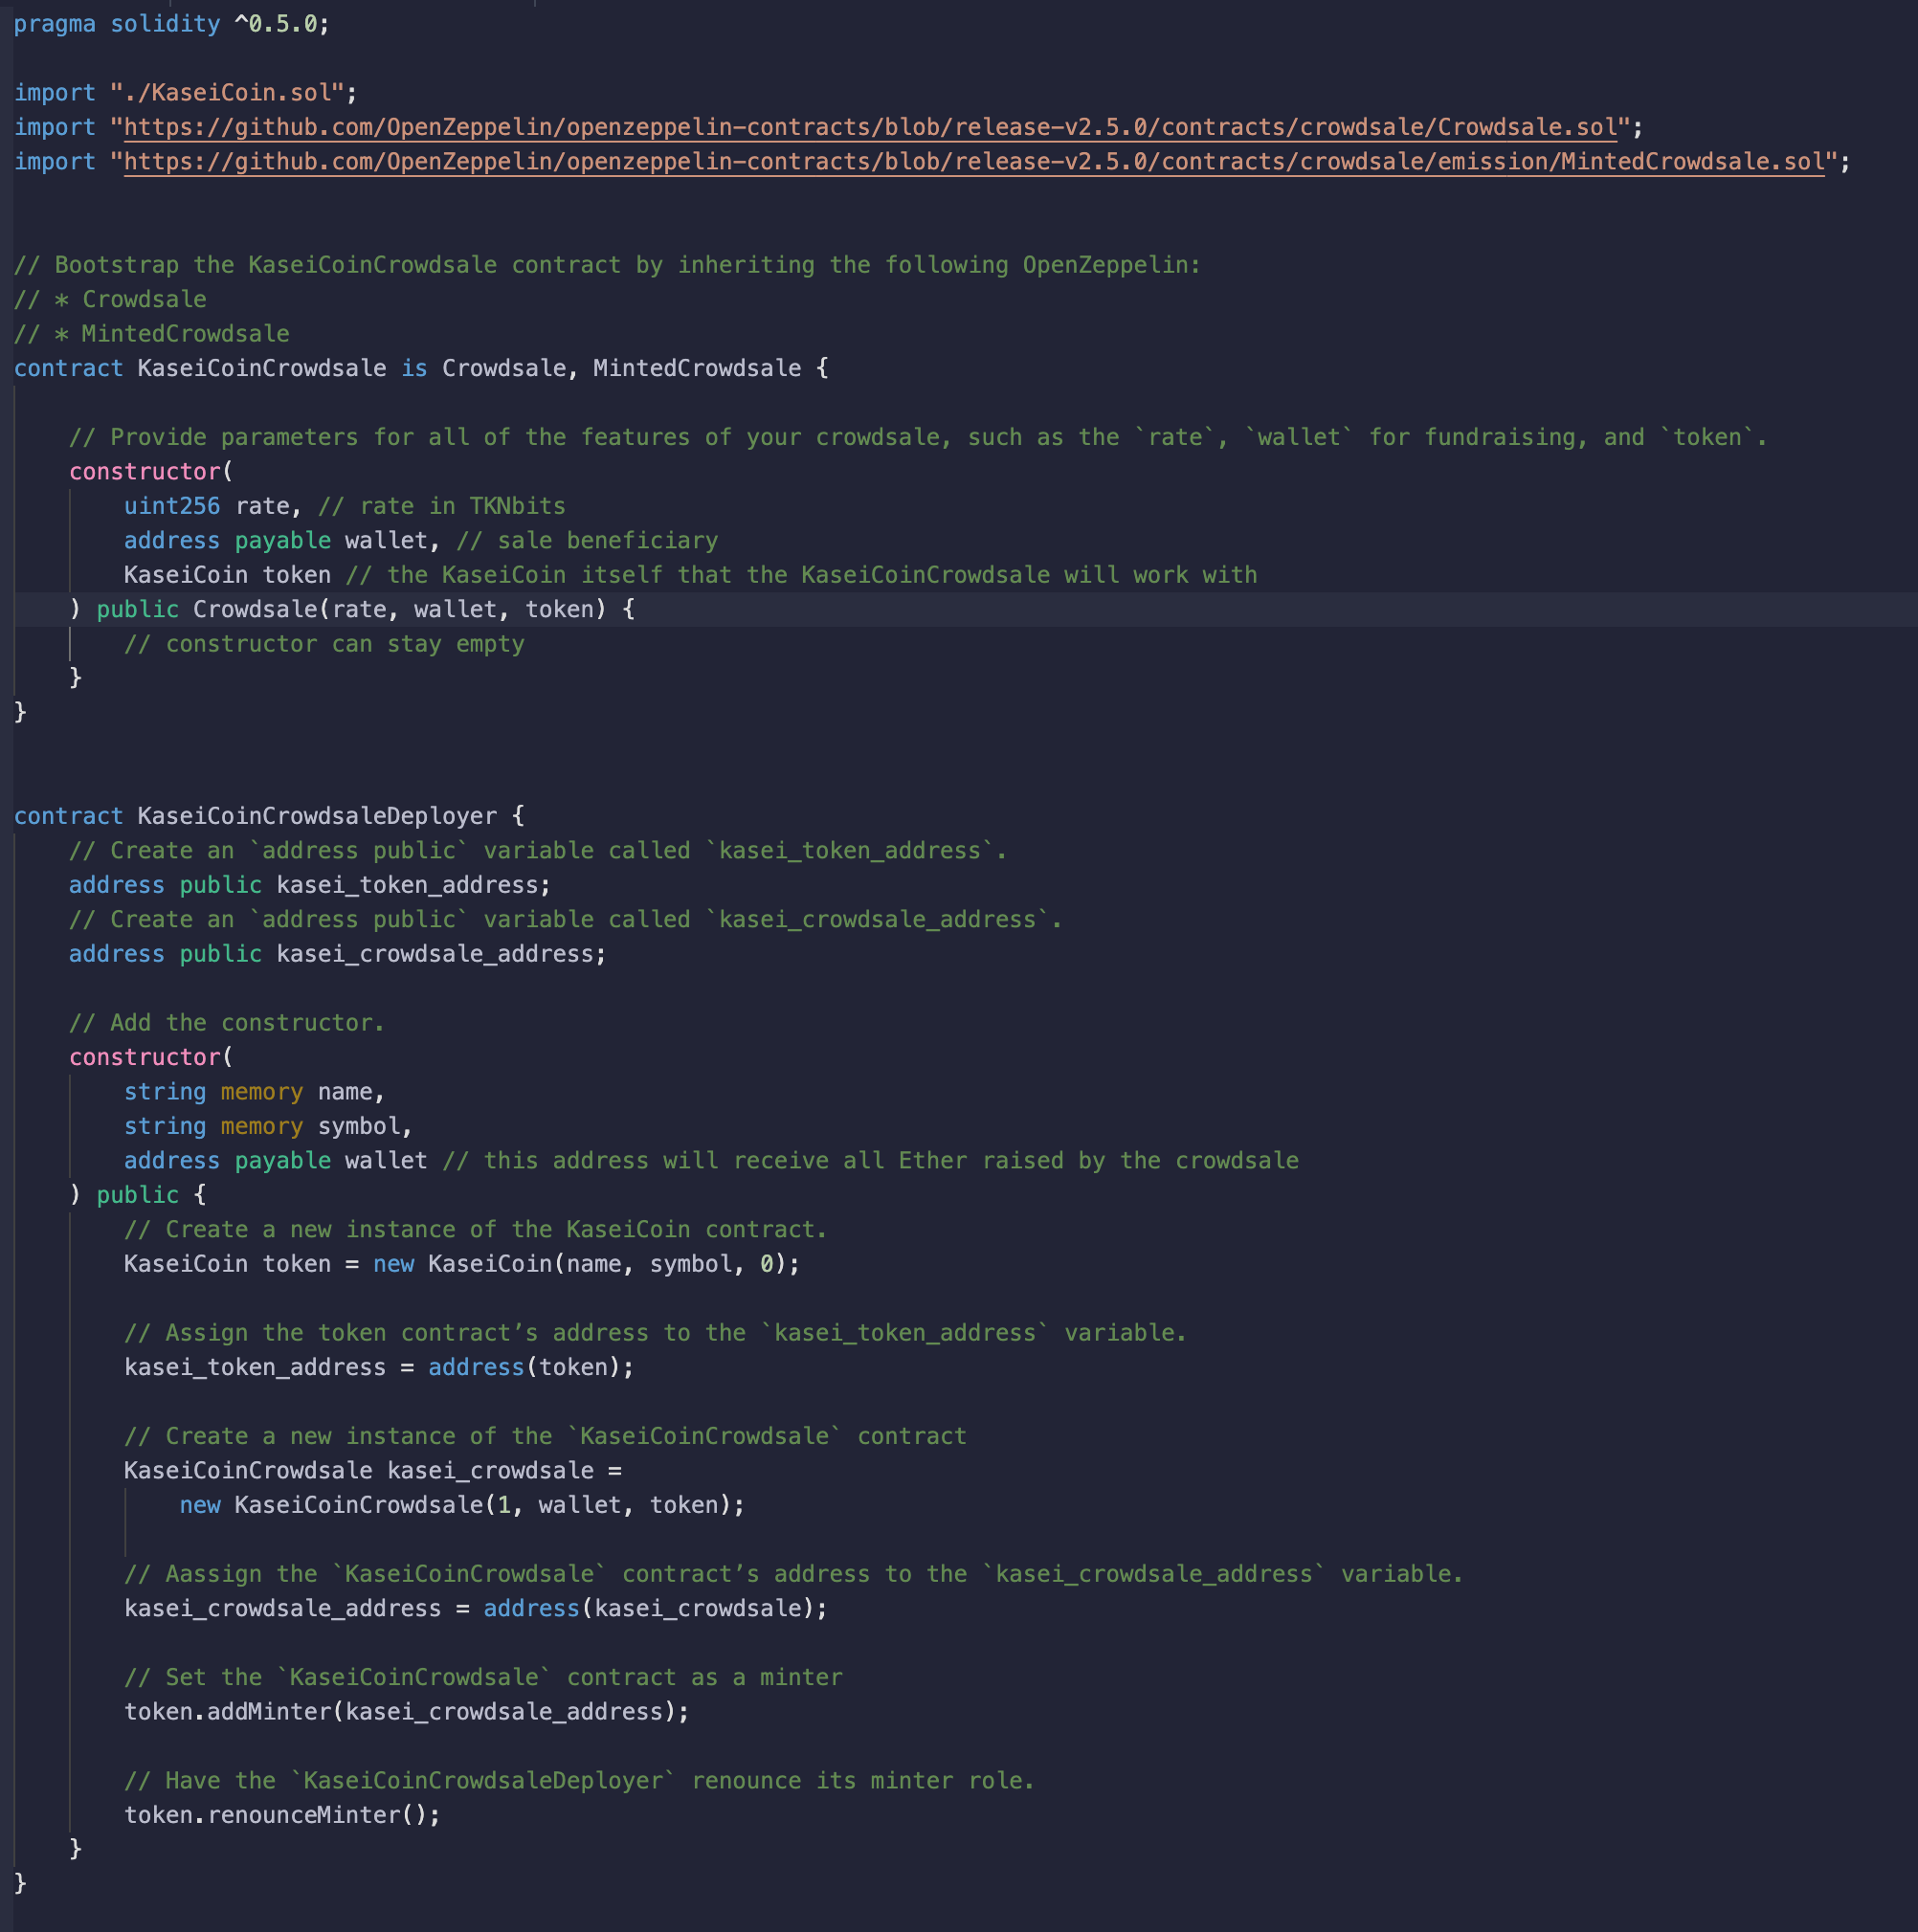 pragma solidity ^0.5.0;

import "./KaseiCoin.sol";
import "https://github.com/OpenZeppelin/openzeppelin-contracts/blob/release-v2.5.0/contracts/crowdsale/Crowdsale.sol";
import "https://github.com/OpenZeppelin/openzeppelin-contracts/blob/release-v2.5.0/contracts/crowdsale/emission/MintedCrowdsale.sol";


// Bootstrap the KaseiCoinCrowdsale contract by inheriting the following OpenZeppelin:
// * Crowdsale
// * MintedCrowdsale
contract KaseiCoinCrowdsale is Crowdsale, MintedCrowdsale {

    // Provide parameters for all of the features of your crowdsale, such as the `rate`, `wallet` for fundraising, and `token`.
    constructor(
        uint256 rate, // rate in TKNbits
        address payable wallet, // sale beneficiary
        KaseiCoin token // the KaseiCoin itself that the KaseiCoinCrowdsale will work with
    ) public Crowdsale(rate, wallet, token) {
        // constructor can stay empty
    }
}


contract KaseiCoinCrowdsaleDeployer {
    // Create an `address public` variable called `kasei_token_address`.
    address public kasei_token_address;
    // Create an `address public` variable called `kasei_crowdsale_address`.
    address public kasei_crowdsale_address;

    // Add the constructor.
    constructor(
        string memory name,
        string memory symbol,
        address payable wallet // this address will receive all Ether raised by the crowdsale
    ) public {
        // Create a new instance of the KaseiCoin contract.
        KaseiCoin token = new KaseiCoin(name, symbol, 0);

        // Assign the token contract’s address to the `kasei_token_address` variable.
        kasei_token_address = address(token);

        // Create a new instance of the `KaseiCoinCrowdsale` contract
        KaseiCoinCrowdsale kasei_crowdsale =
            new KaseiCoinCrowdsale(1, wallet, token);

        // Aassign the `KaseiCoinCrowdsale` contract’s address to the `kasei_crowdsale_address` variable.
        kasei_crowdsale_address = address(kasei_crowdsale);

        // Set the `KaseiCoinCrowdsale` contract as a minter
        token.addMinter(kasei_crowdsale_address);

        // Have the `KaseiCoinCrowdsaleDeployer` renounce its minter role.
        token.renounceMinter();
    }
}